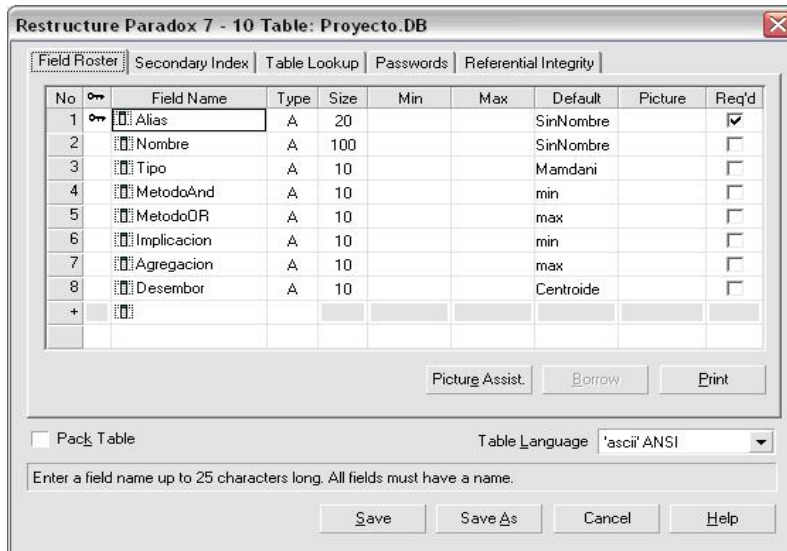 Restructure Paradox 7 - 10 Table: Proyecto.DB
Field Roster Secondary Index Table Lookup Passwords Referential Integrity
No Field Name Type Size Min Max Default Picture Req'd
1 Alias A 20 SinNombre
2 Nombre A 100 SinNombre
3 Tipo A 10 Mamdani
4 MetodoAnd A 10 min
5 MetodoOR A 10 max
6 Implicacion A 10 min
7 Agregacion A 10 max
8 Desembor A 10 Centroide
+
Picture Assist. Borrow Print
Pack Table Table Language 'ascii' ANSI
Enter a field name up to 25 characters long. All fields must have a name.
Save Save As Cancel Help